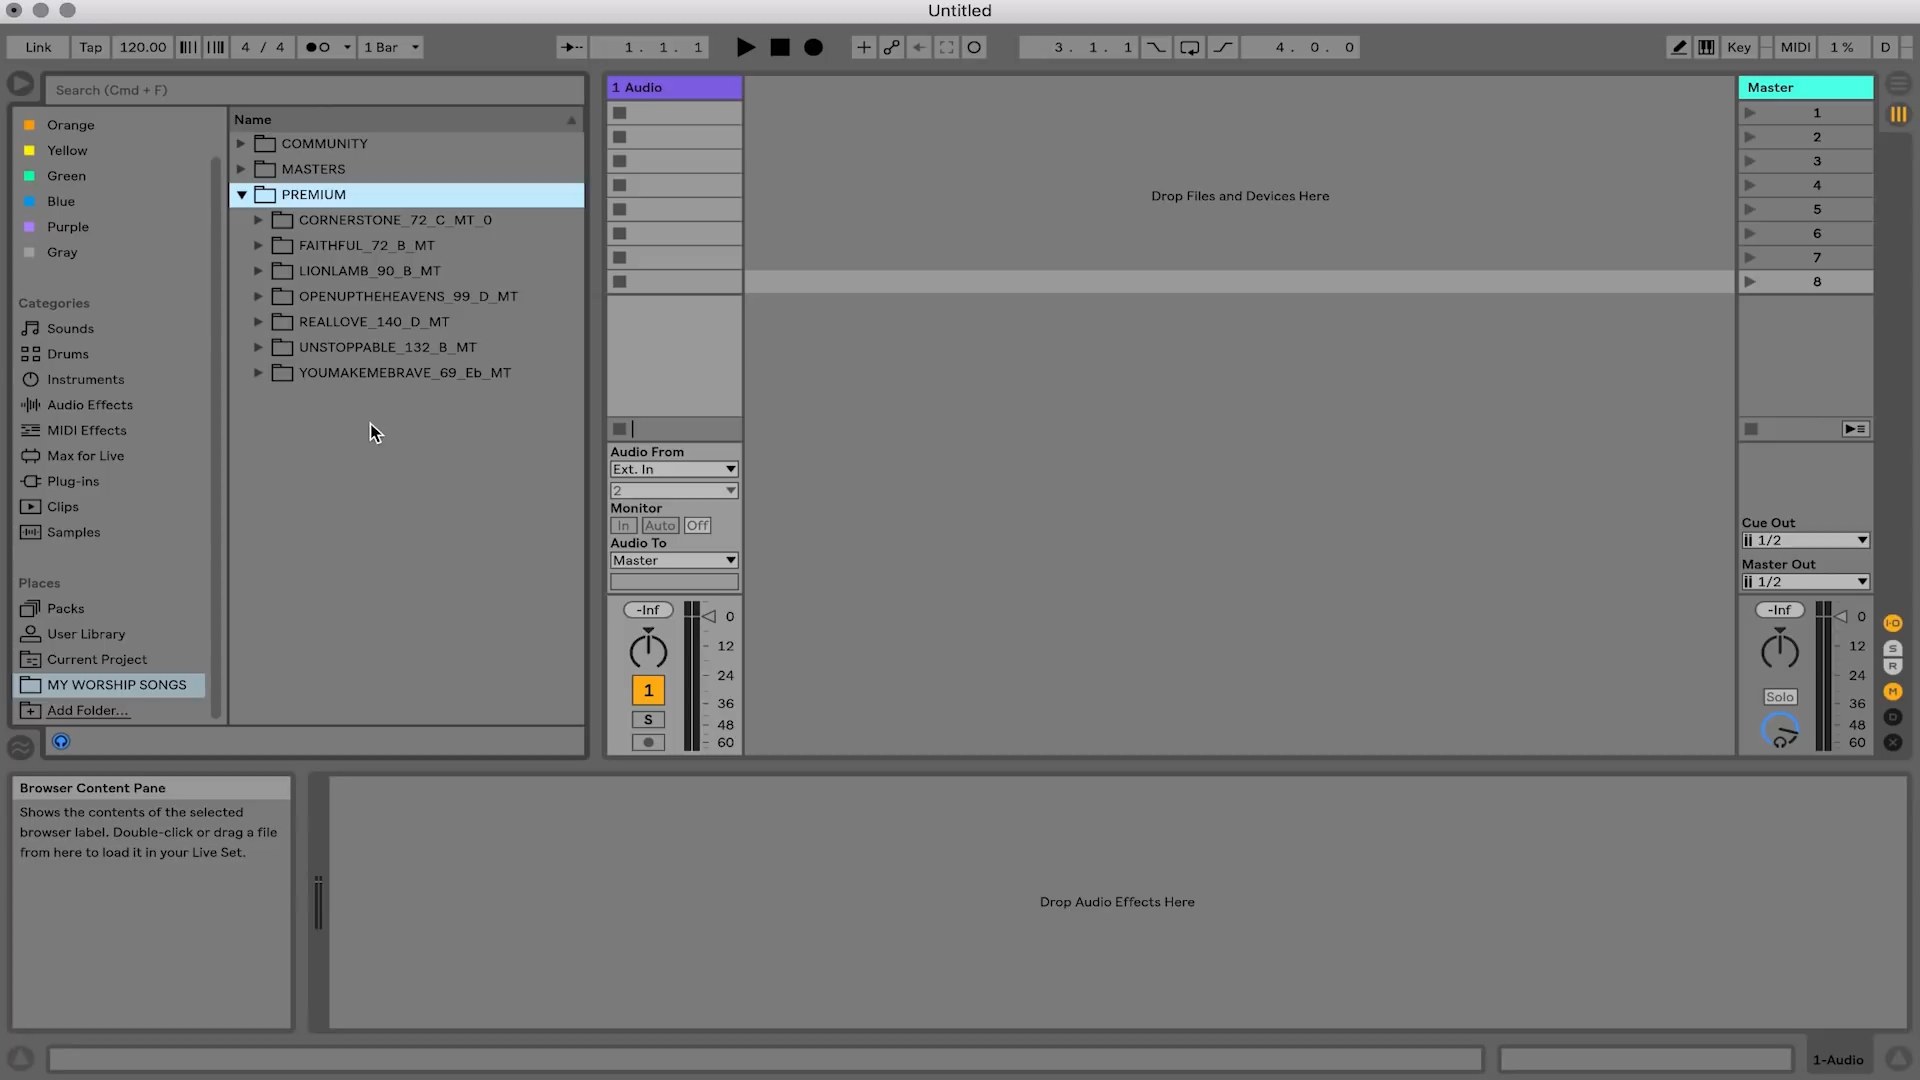 Untitled
Link Tap 120.00 4 / 4 1 Bar 1. 1. 1 3. 1. 1 4. 0. 0 Key MIDI 1 % D
Search (Cmd + F)
Orange
Yellow
Green
Blue
Purple
Gray
Categories
Sounds
Drums
Instruments
Audio Effects
MIDI Effects
Max for Live
Plug-ins
Clips
Samples
Places
Packs
User Library
Current Project
MY WORSHIP SONGS
Add Folder...
Name
COMMUNITY
MASTERS
PREMIUM
CORNERSTONE_72_C_MT_0
FAITHFUL_72_B_MT
LIONLAMB_90_B_MT
OPENUPTHEHEAVENS_99_D_MT
REALLOVE_140_D_MT
UNSTOPPABLE_132_B_MT
YOUMAKEMEBRAVE_69_Eb_MT
1 Audio
Audio From
Ext. In
2
Monitor
In Auto Off
Audio To
Master
-Inf
0
12
24
36
48
60
1
S
Drop Files and Devices Here
Master
1
2
3
4
5
6
7
8
Cue Out
1/2
Master Out
1/2
-Inf
0
12
24
36
48
60
Solo
I-O
S
R
M
D
X
Browser Content Pane
Shows the contents of the selected
browser label. Double-click or drag a file
from here to load it in your Live Set.
Drop Audio Effects Here
1-Audio